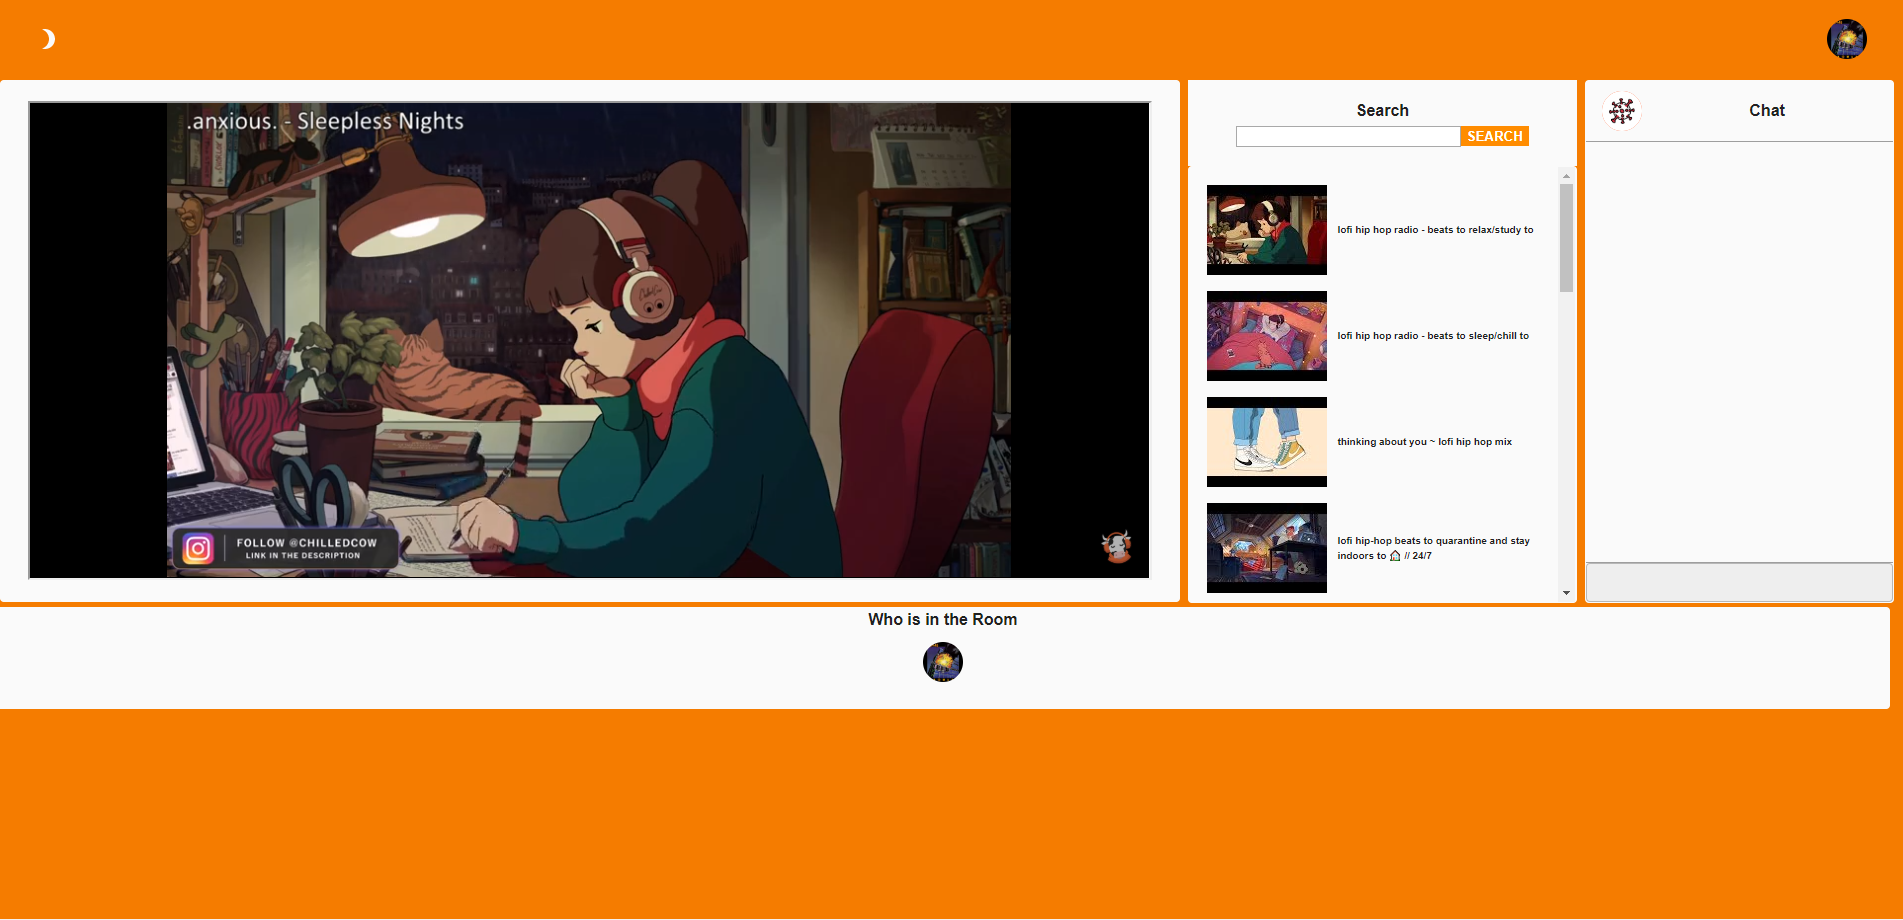 .anxious. - Sleepless Nights
FOLLOW @CHILLEDCOW
LINK IN THE DESCRIPTION
Search
SEARCH
lofi hip hop radio - beats to relax/study to
lofi hip hop radio - beats to sleep/chill to
thinking about you ~ lofi hip hop mix
lofi hip-hop beats to quarantine and stay
indoors to 🏠 // 24/7
Chat
Who is in the Room